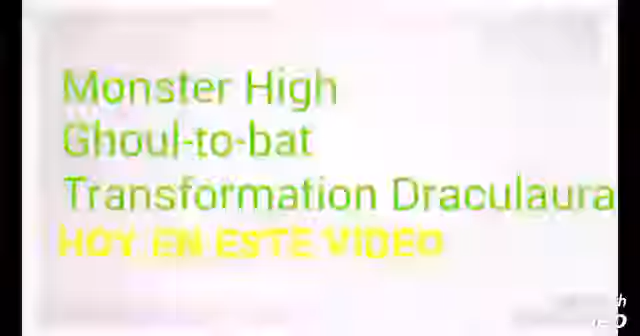 Monster High
Ghoul-to-bat
Transformation Draculaura
HOY EN ESTE VIDEO